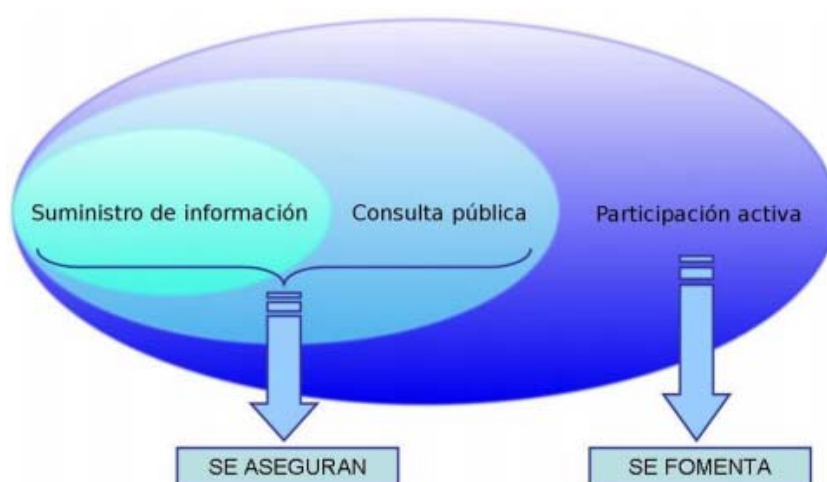 Suministro de información
Consulta pública
Participación activa
SE ASEGURAN
SE FOMENTA